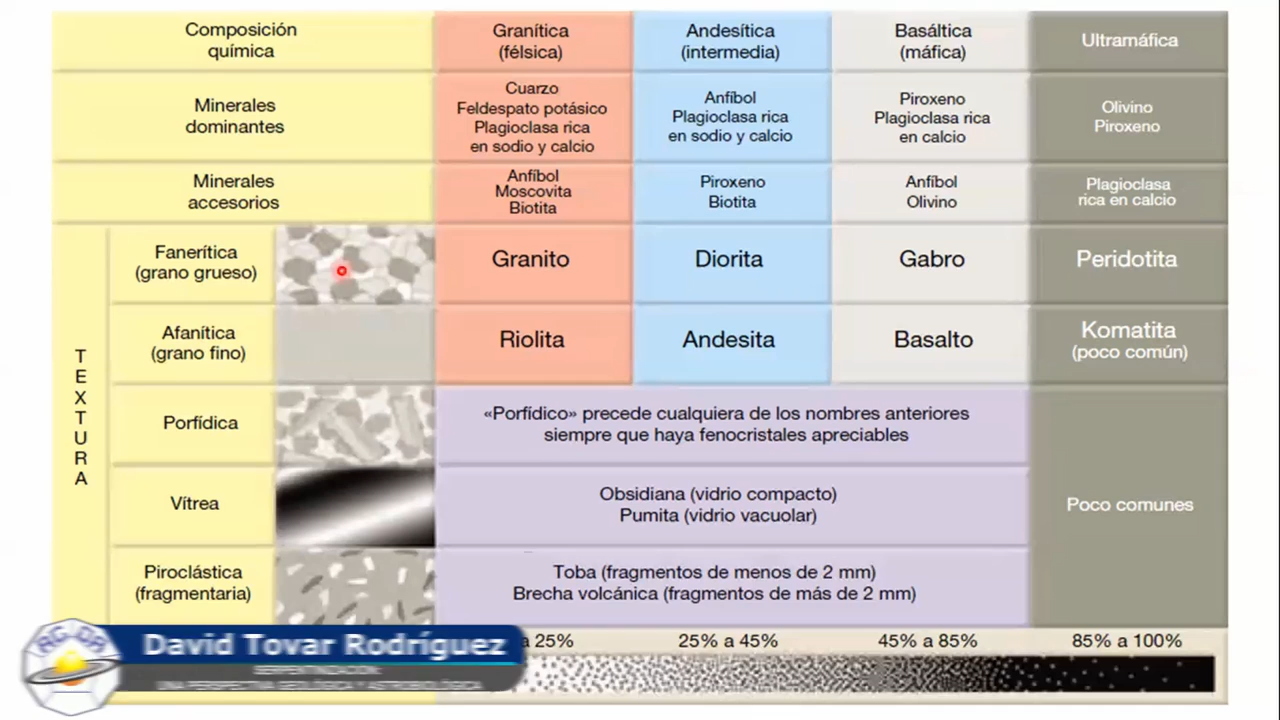 Composición
química
Granítica
(félsica)
Andesítica
(intermedia)
Basáltica
(máfica)
Ultramáfica
Minerales
dominantes
Cuarzo
Feldespato potásico
Plagioclasa rica
en sodio y calcio
Anfíbol
Plagioclasa rica
en sodio y calcio
Piroxeno
Plagioclasa rica
en calcio
Olivino
Piroxeno
Minerales
accesorios
Anfíbol
Moscovita
Biotita
Piroxeno
Biotita
Anfíbol
Olivino
Plagioclasa
rica en calcio
TEXTURA
Fanerítica
(grano grueso)
Granito
Diorita
Gabro
Peridotita
Afanítica
(grano fino)
Riolita
Andesita
Basalto
Komatita
(poco común)
Porfídica
«Porfídico» precede cualquiera de los nombres anteriores
siempre que haya fenocristales apreciables
Vítrea
Obsidiana (vidrio compacto)
Pumita (vidrio vacuolar)
Poco comunes
Piroclástica
(fragmentaria)
Toba (fragmentos de menos de 2 mm)
Brecha volcánica (fragmentos de más de 2 mm)
a 25%
25% a 45%
45% a 85%
85% a 100%
David Tovar Rodríguez